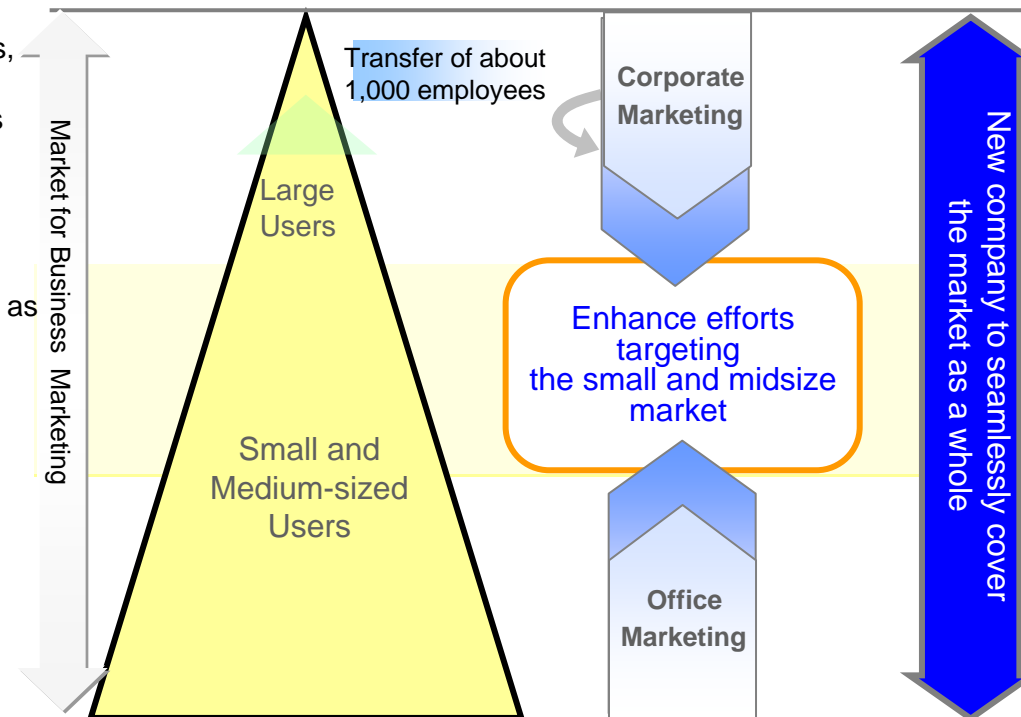 s,
s
as
Market for Business Marketing
Transfer of about
1,000 employees
Large
Users
Small and
Medium-sized
Users
Corporate
Marketing
Enhance efforts
targeting
the small and midsize
market
Office
Marketing
New company to seamlessly cover
the market as a whole